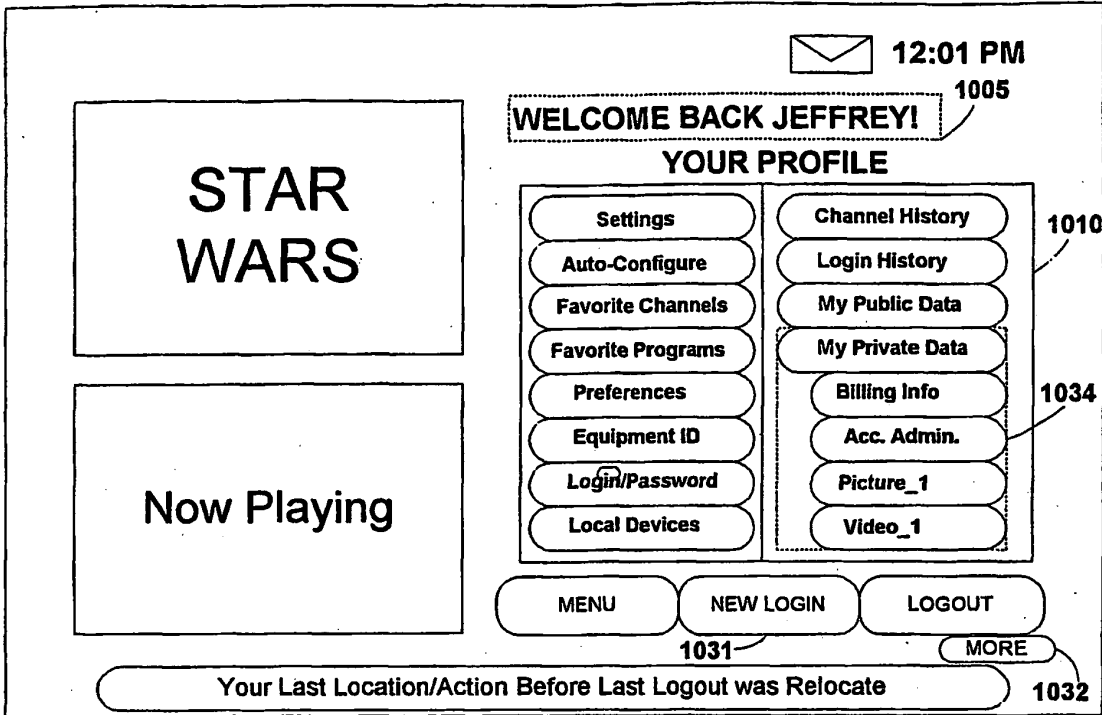 12:01 PM
1005
WELCOME BACK JEFFREY!
YOUR PROFILE
STAR
WARS
Now Playing
Settings
Auto-Configure
Favorite Channels
Favorite Programs
Preferences
Equipment ID
Login/Password
Local Devices
Channel History
Login History
My Public Data
My Private Data
Billing Info
Acc. Admin.
Picture_1
Video_1
1010
1034
MENU
NEW LOGIN
LOGOUT
1031
MORE
Your Last Location/Action Before Last Logout was Relocate
1032